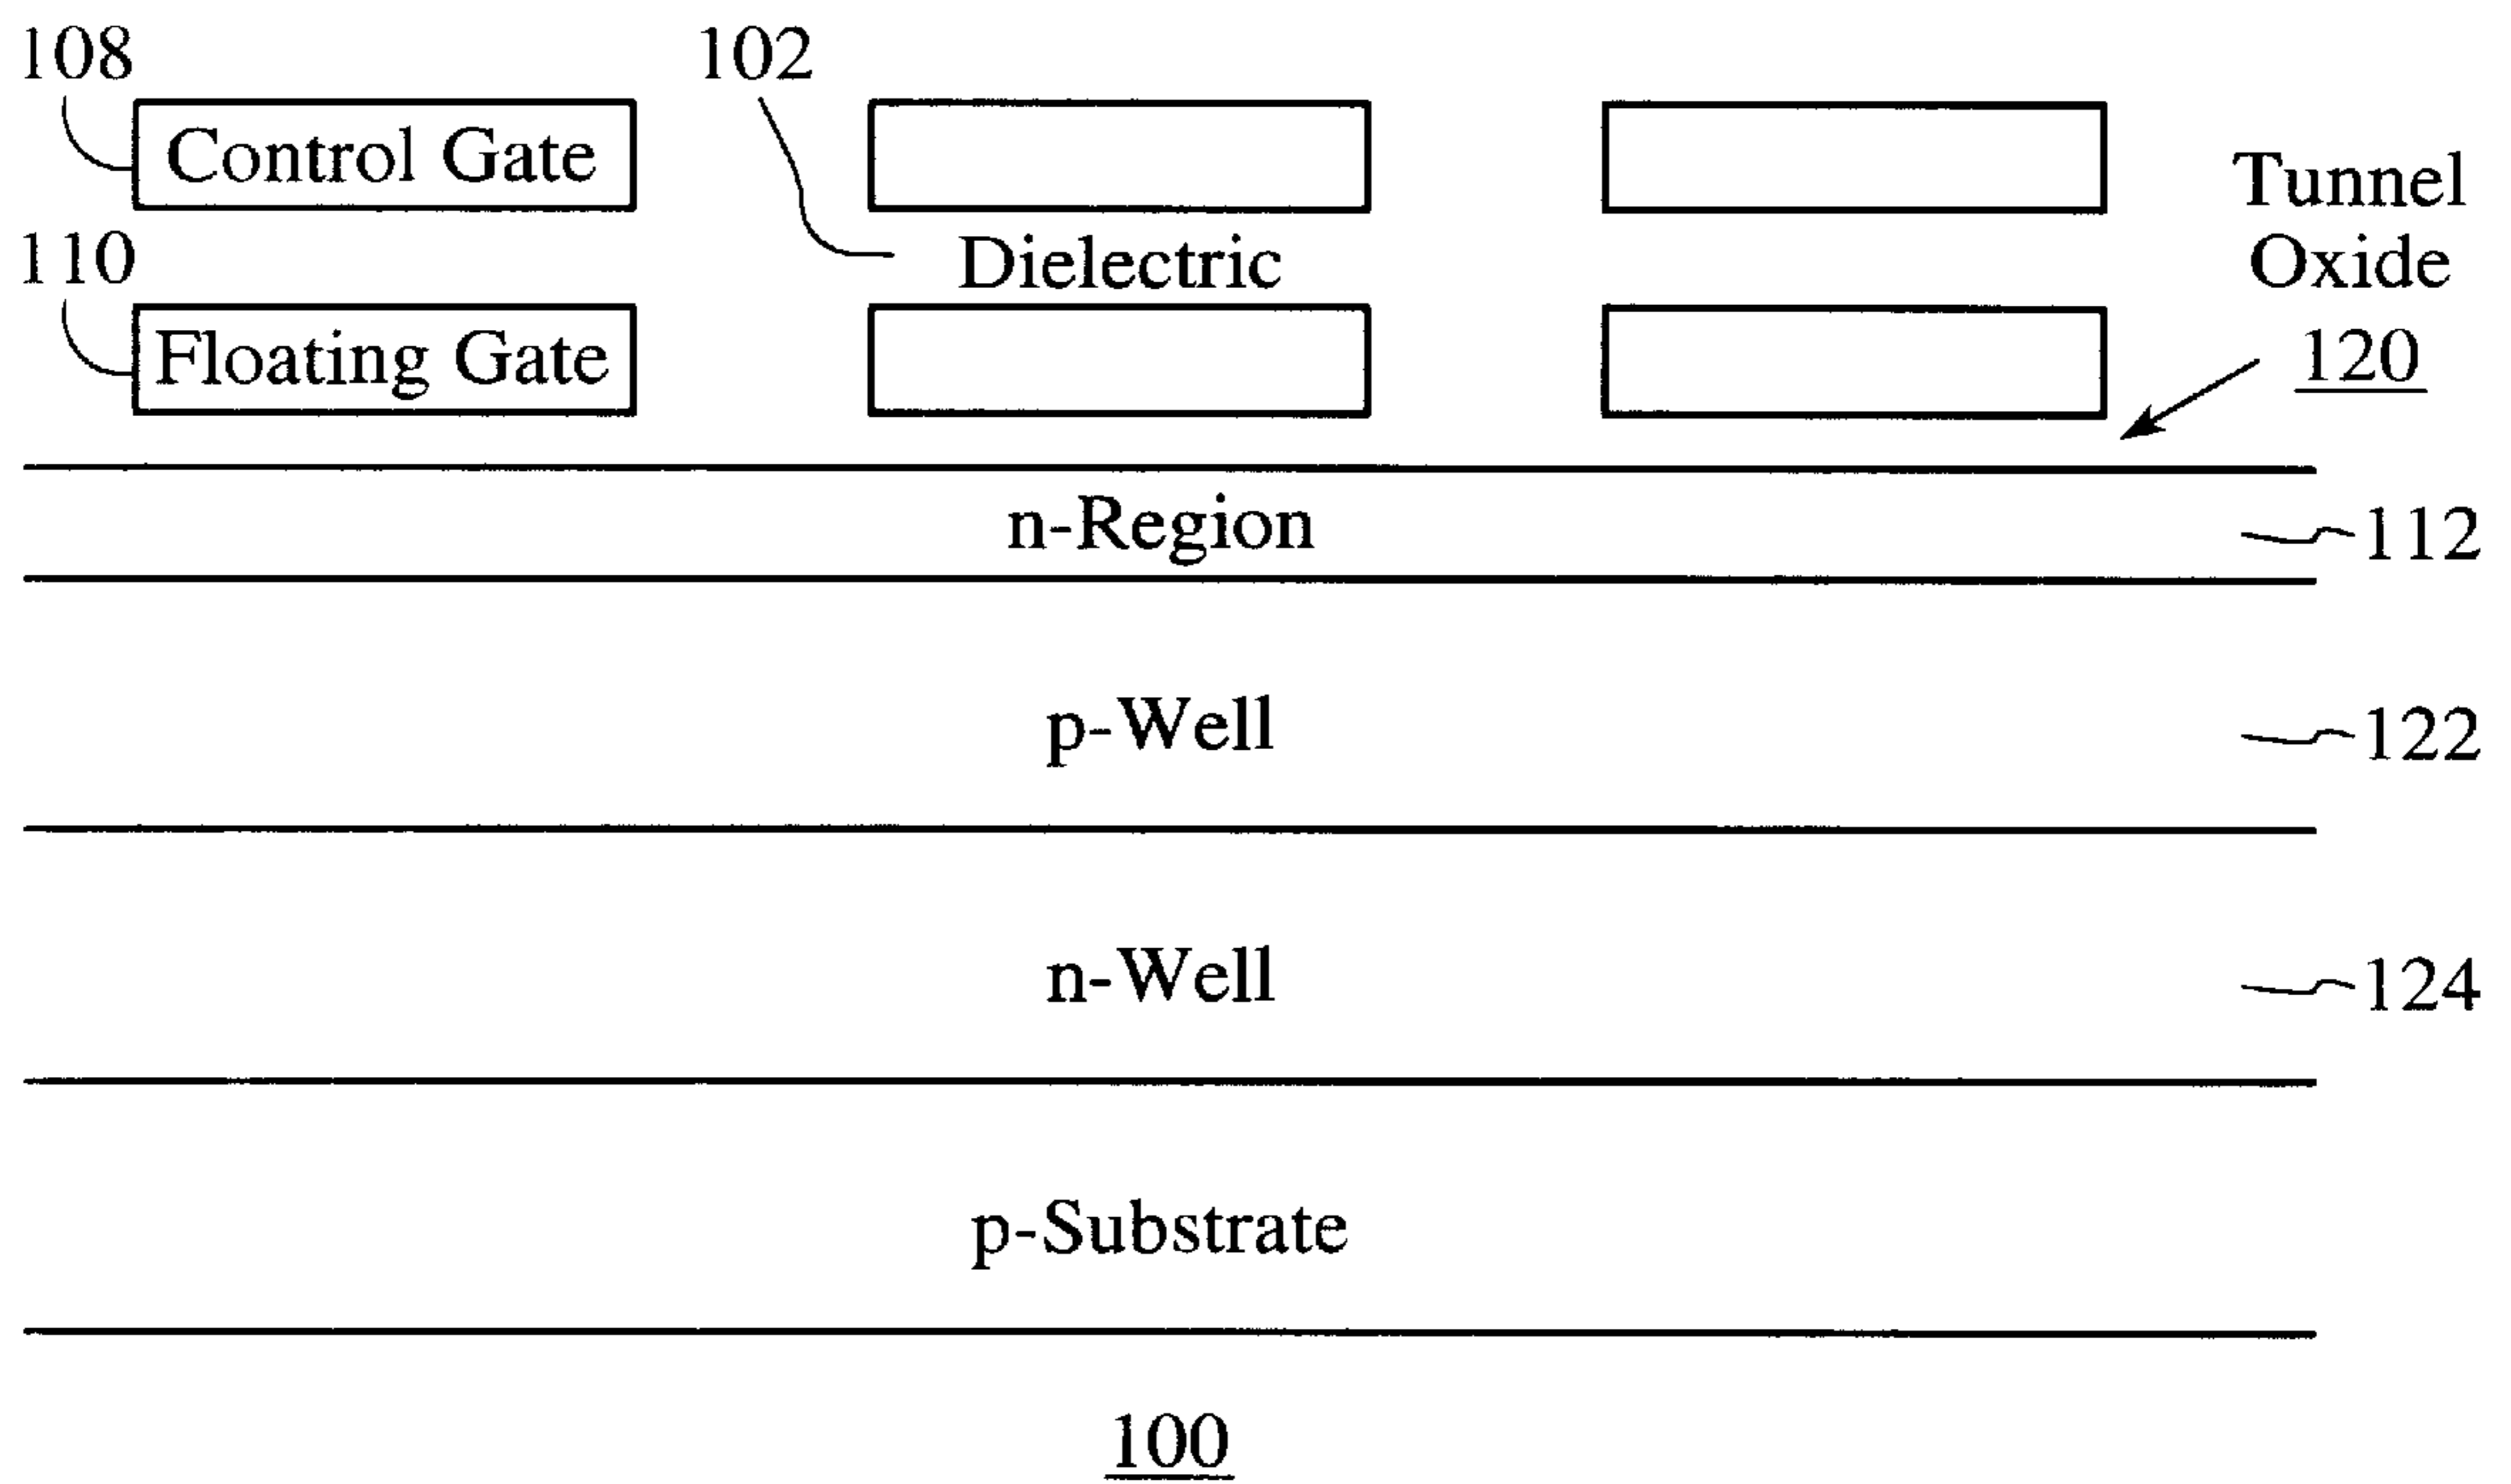 108
102
Control Gate
Tunnel
Oxide
120
110
Dielectric
Floating Gate
n-Region
112
p-Well
122
n-Well
124
p-Substrate
100